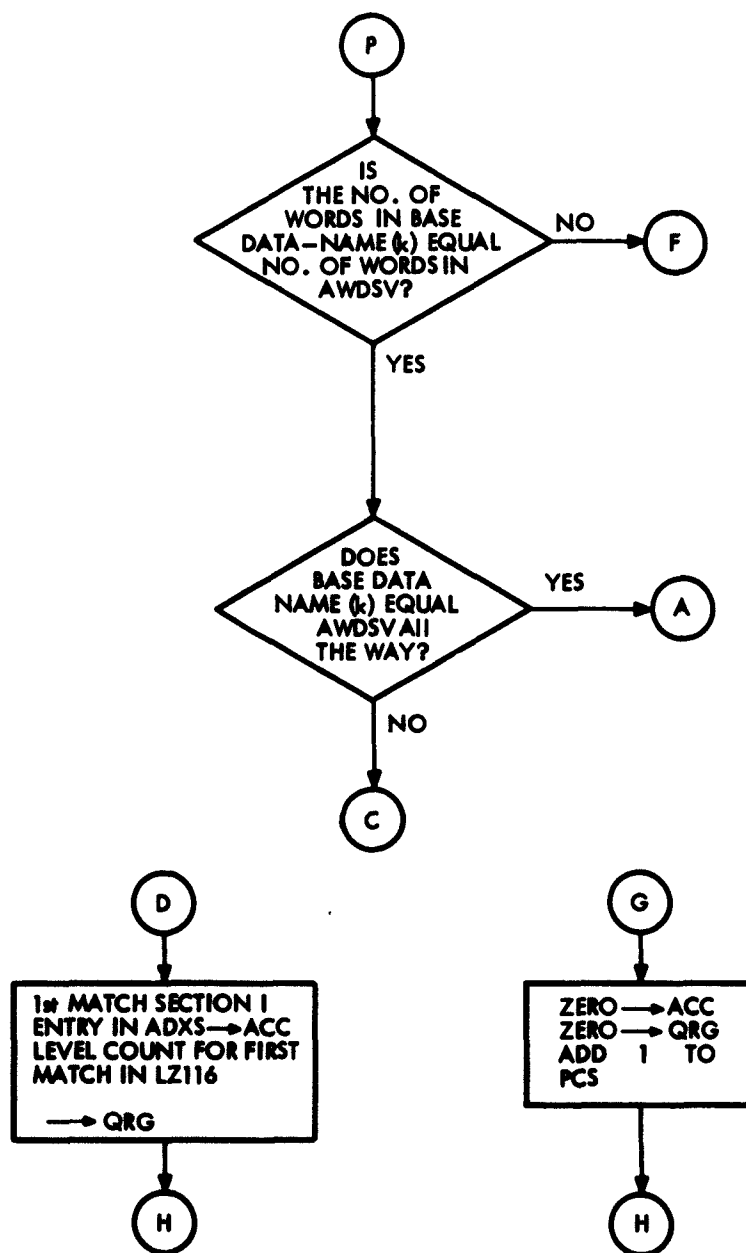 P
IS
THE NO. OF
WORDS IN BASE
DATA-NAME (k) EQUAL
NO. OF WORDS IN
AWDSV?
NO
F
YES
DOES
BASE DATA
NAME (k) EQUAL
AWDSV All
THE WAY?
YES
A
NO
C
D
1st MATCH SECTION I
ENTRY IN ADXS→ACC
LEVEL COUNT FOR FIRST
MATCH IN LZ116
→ QRG
H
G
ZERO→ACC
ZERO→QRG
ADD 1 TO
PCS
H